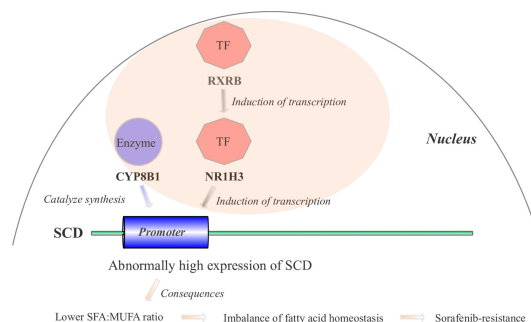 TF
RXRB
Induction of transcription
Nucleus
Enzyme
TF
CYP8B1
NR1H3
Catalyze synthesis
Induction of transcription
SCD
Promoter
Abnormally high expression of SCD
Consequences
Lower SFA:MUFA ratio
Imbalance of fatty acid homeostasis
Sorafenib-resistance